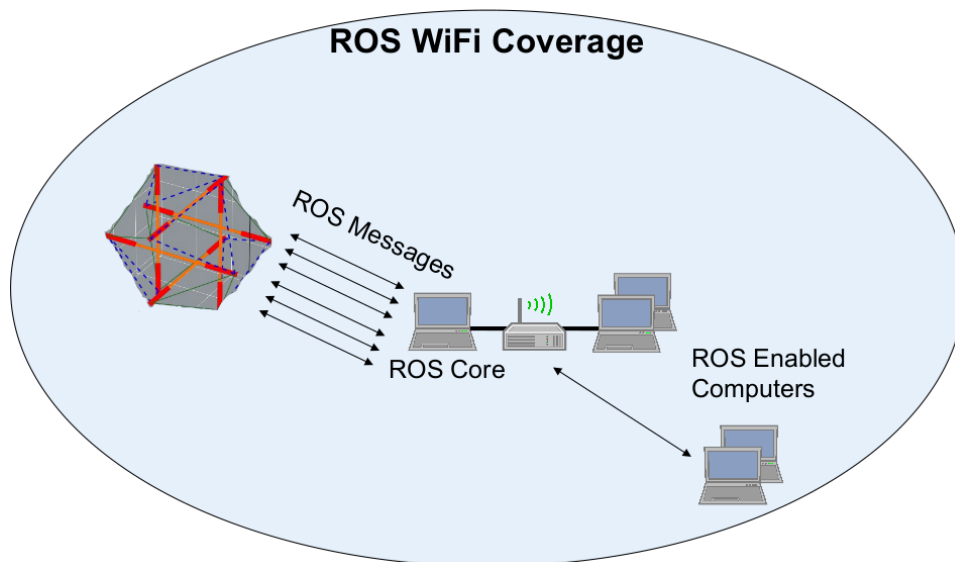 ROS WiFi Coverage
ROS Messages
ROS Core
ROS Enabled
Computers